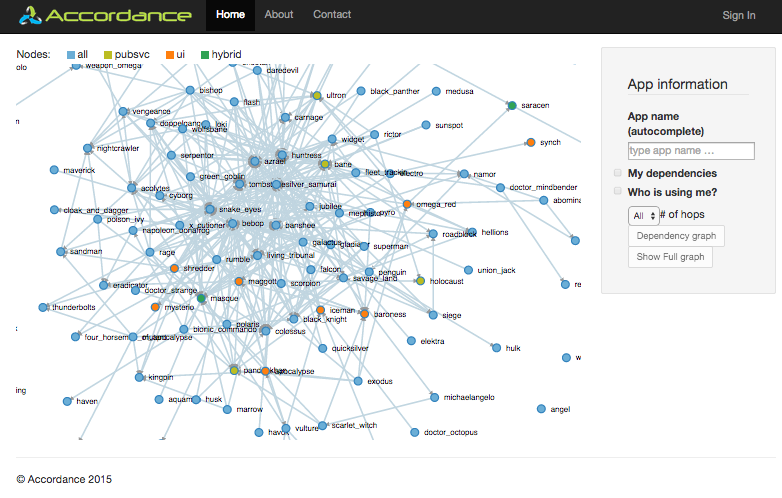 Accordance Home About Contact Sign In
Nodes: all pubsvc ui hybrid
olo weapon_omega daredevil
bishop black_panther medusa
ultron
flash saracen
vengeance carnage
doppelganger loki sunspot
wolfsbane rictor
widget synch
nightcrawler serpentor huntress
azrael bane
maverick green_goblin fleet_tracker electro namor
acolytes tombstone silver_samurai doctor_mindbender
cyborg abomina
cloak_and_dagger snake_eyes jubilee omega_red
poison_ivy mephisto pyro
x_cutioner bebop banshee
napoleon_bonafrog roadblock hellions
sandman rage galactus gladiator superman
rumble living_tribunal
shredder falcon penguin union_jack
eradicator maggott scorpion savage_land holocaust re
doctor_strange
masque
thunderbolts mysterio iceman baroness siege
black_knight
polaris
bionic_commando colossus
four_horsemen_of_apocalypse elektra
quicksilver hulk w
kingpin pandakhan apocalypse
exodus
ing
haven aquam husk michaelangelo
marrow angel
havok vulture scarlet_witch doctor_octopus
App information
App name
(autocomplete)
type app name ...
My dependencies
Who is using me?
All # of hops
Dependency graph
Show Full graph
© Accordance 2015